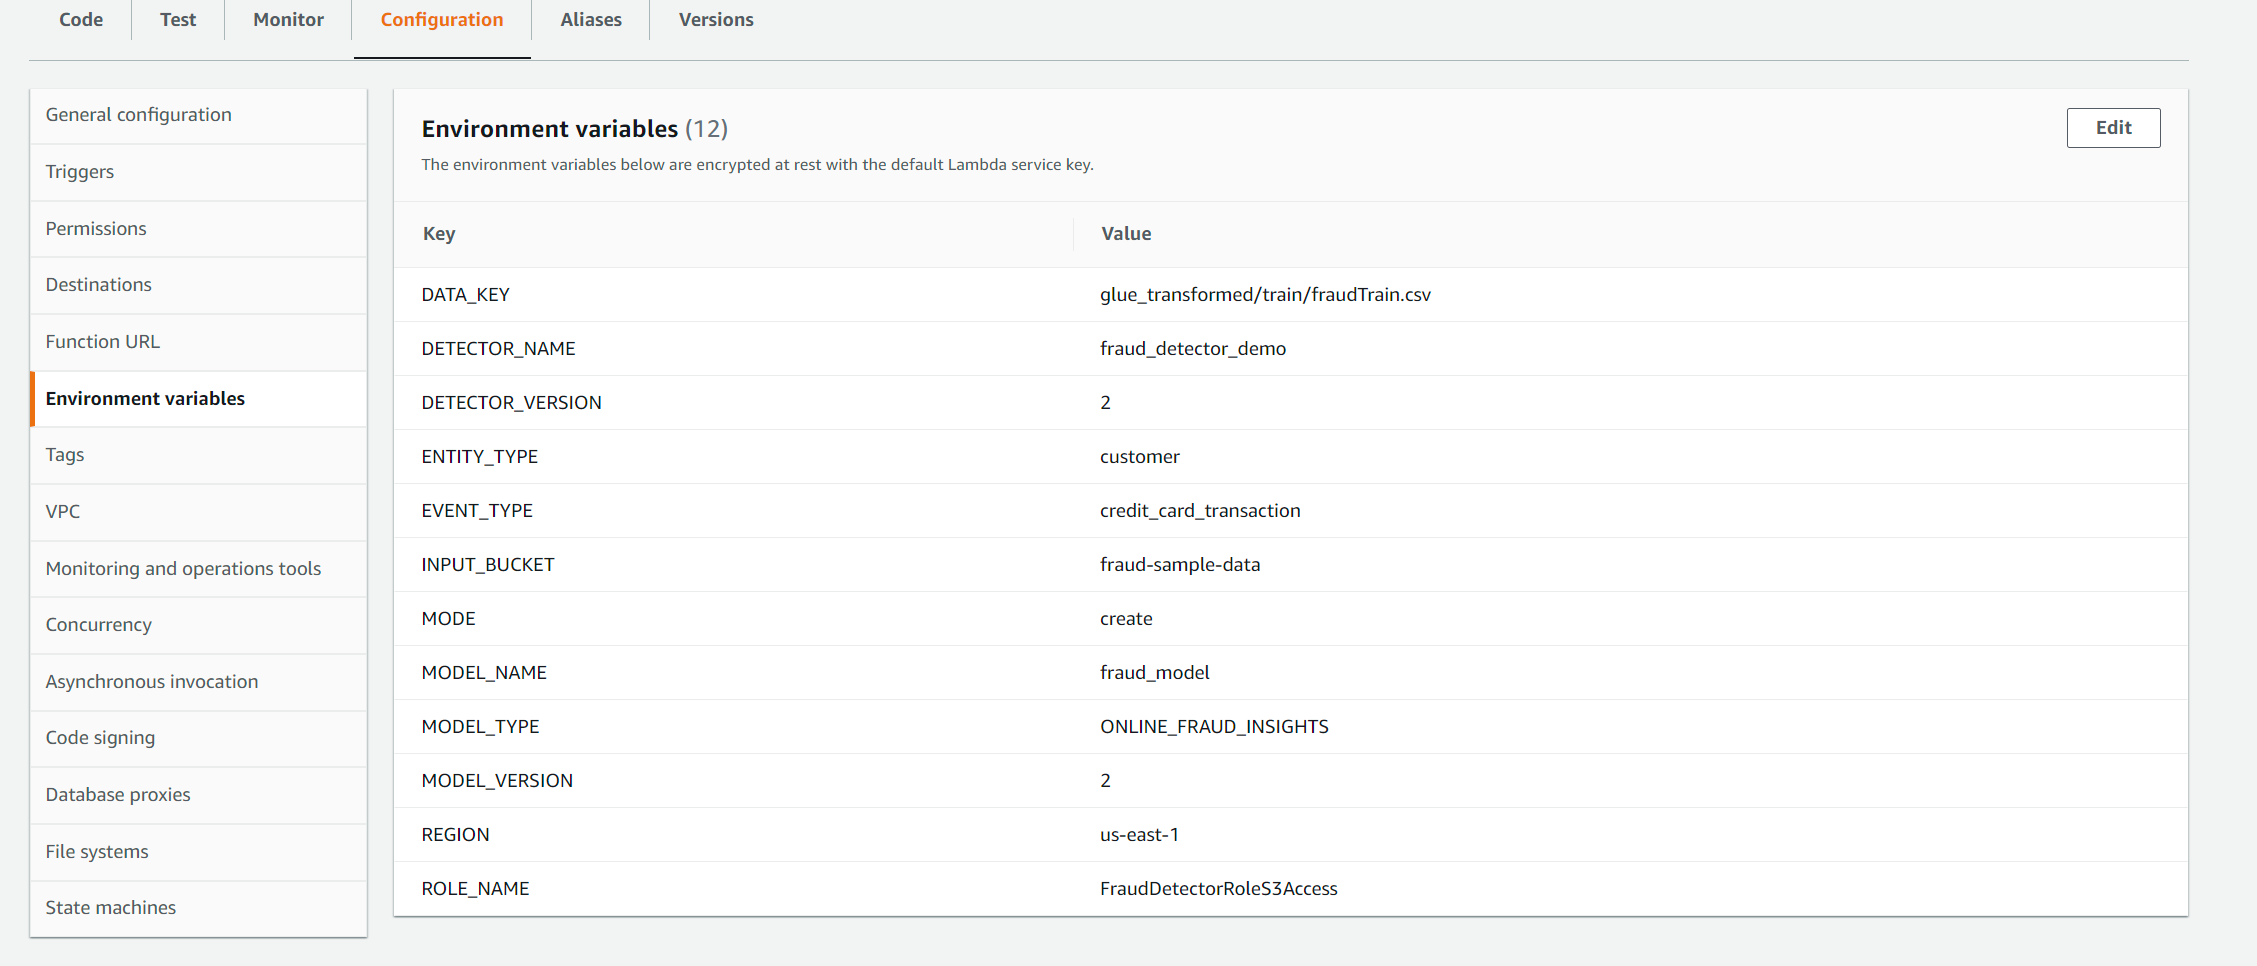 Code Test Monitor Configuration Aliases Versions
General configuration
Triggers
Permissions
Destinations
Function URL
Environment variables
Tags
VPC
Monitoring and operations tools
Concurrency
Asynchronous invocation
Code signing
Database proxies
File systems
State machines
Environment variables (12)
Edit
The environment variables below are encrypted at rest with the default Lambda service key.
Key Value
DATA_KEY glue_transformed/train/fraudTrain.csv
DETECTOR_NAME fraud_detector_demo
DETECTOR_VERSION 2
ENTITY_TYPE customer
EVENT_TYPE credit_card_transaction
INPUT_BUCKET fraud-sample-data
MODE create
MODEL_NAME fraud_model
MODEL_TYPE ONLINE_FRAUD_INSIGHTS
MODEL_VERSION 2
REGION us-east-1
ROLE_NAME FraudDetectorRoleS3Access